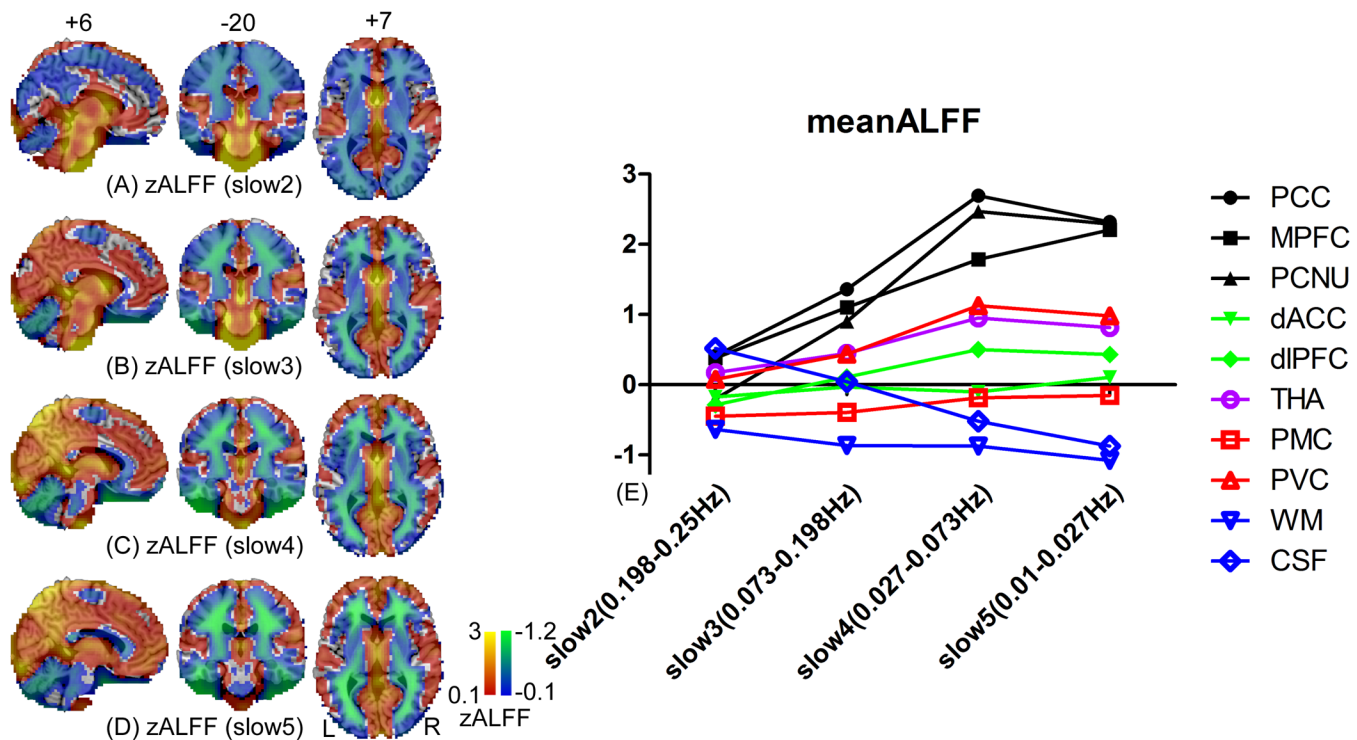 +6 -20 +7
(A) zALFF (slow2)
(B) zALFF (slow3)
(C) zALFF (slow4)
3 -1.2
0.1 -0.1
zALFF
(D) zALFF (slow5)
L R
meanALFF
3
2
1
0
-1
(E)
slow2(0.198-0.25Hz)
slow3(0.073-0.198Hz)
slow4(0.027-0.073Hz)
slow5(0.01-0.027Hz)
PCC
MPFC
PCNU
dACC
dlPFC
THA
PMC
PVC
WM
CSF